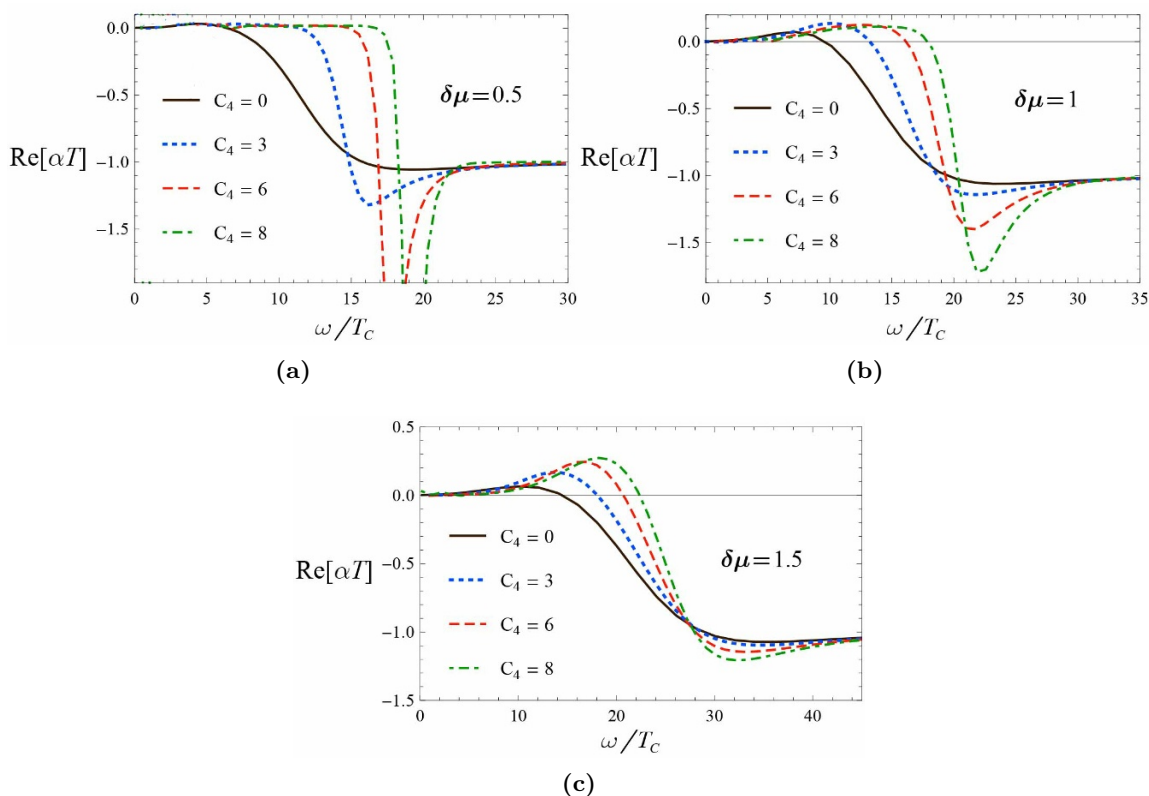 0.0
-0.5
-1.0
-1.5
Re[αT]
C₄ = 0
C₄ = 3
C₄ = 6
C₄ = 8
δμ=0.5
0 5 10 15 20 25 30
ω/T_C
(a)
0.0
-0.5
-1.0
-1.5
Re[αT]
C₄ = 0
C₄ = 3
C₄ = 6
C₄ = 8
δμ=1
0 5 10 15 20 25 30 35
ω/T_C
(b)
0.5
0.0
-0.5
-1.0
-1.5
Re[αT]
C₄ = 0
C₄ = 3
C₄ = 6
C₄ = 8
δμ=1.5
0 10 20 30 40
ω/T_C
(c)